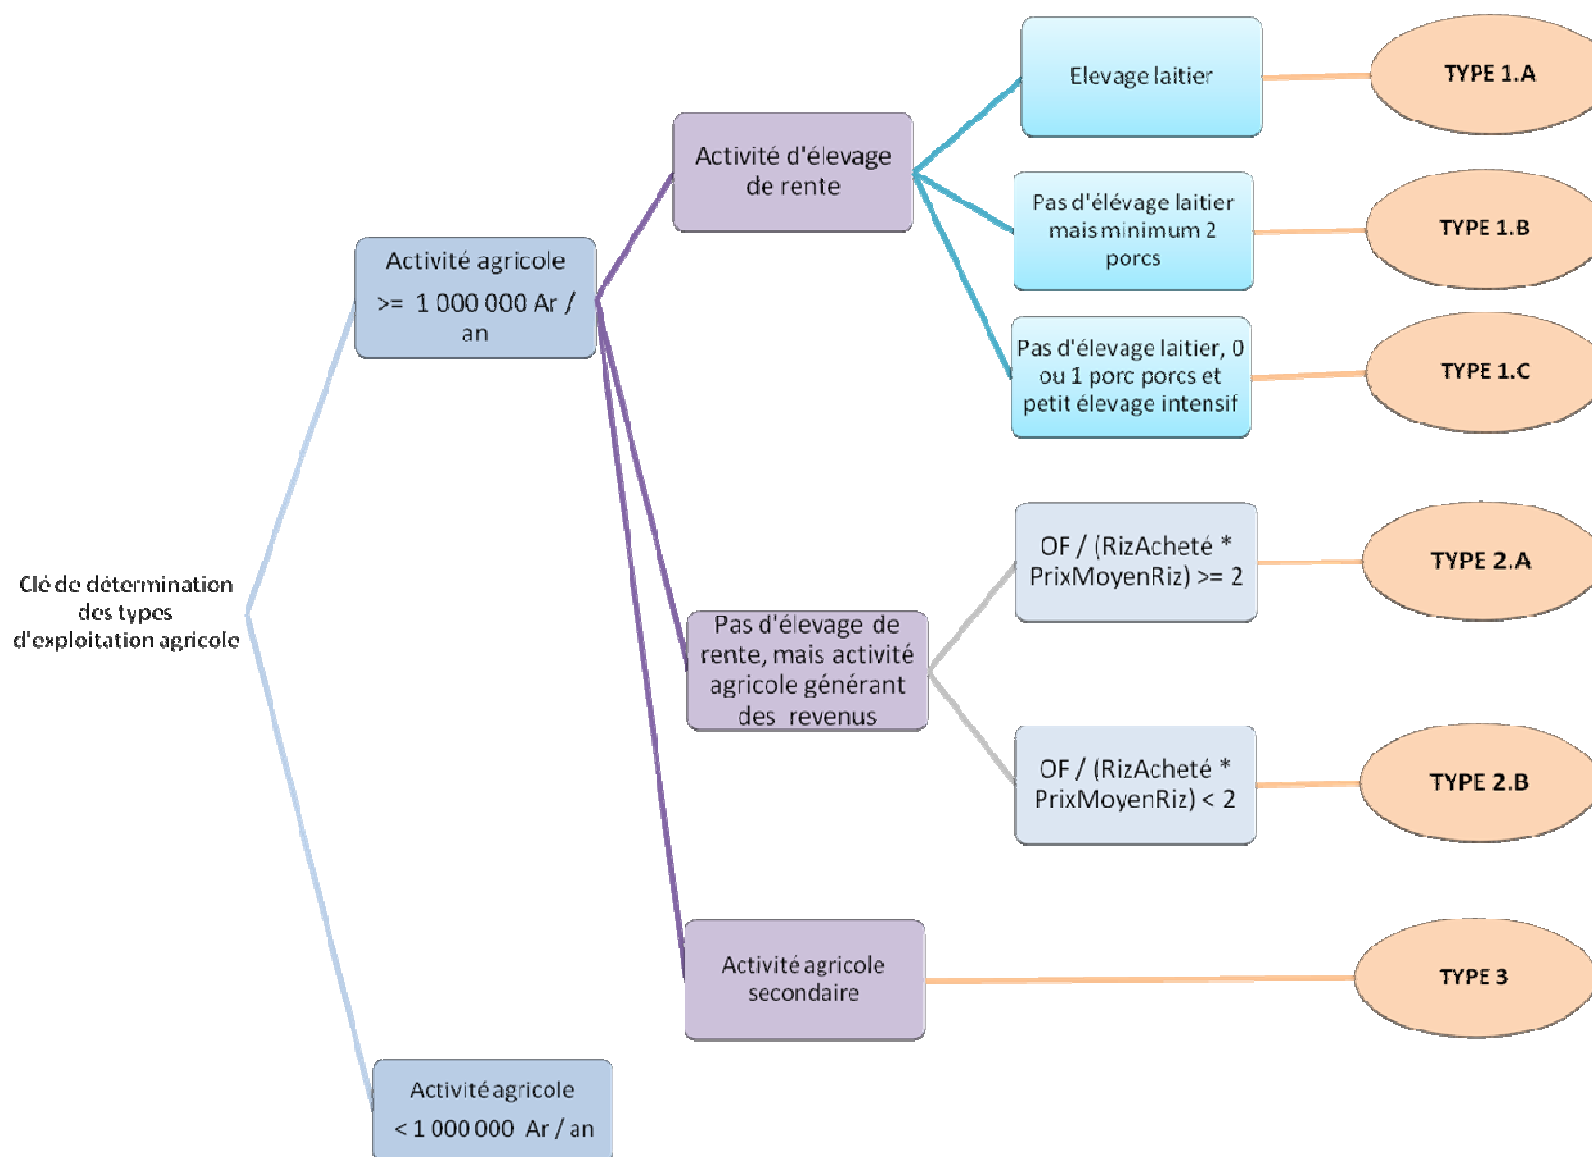 Clé de détermination
des types
d'exploitation agricole
Activité agricole
>= 1 000 000 Ar /
an
Activité agricole
< 1 000 000 Ar / an
Activité d'élevage
de rente
Pas d'élevage de
rente, mais activité
agricole générant
des revenus
Activité agricole
secondaire
Elevage laitier
Pas d'élévage laitier
mais minimum 2
porcs
Pas d'élevage laitier, 0
ou 1 porc porcs et
petit élevage intensif
OF / (RizAcheté *
PrixMoyenRiz) >= 2
OF / (RizAcheté *
PrixMoyenRiz) < 2
TYPE 1.A
TYPE 1.B
TYPE 1.C
TYPE 2.A
TYPE 2.B
TYPE 3